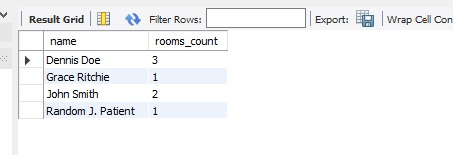 Result Grid Filter Rows: Export: Wrap Cell Con
name rooms_count
Dennis Doe 3
Grace Ritchie 1
John Smith 2
Random J. Patient 1